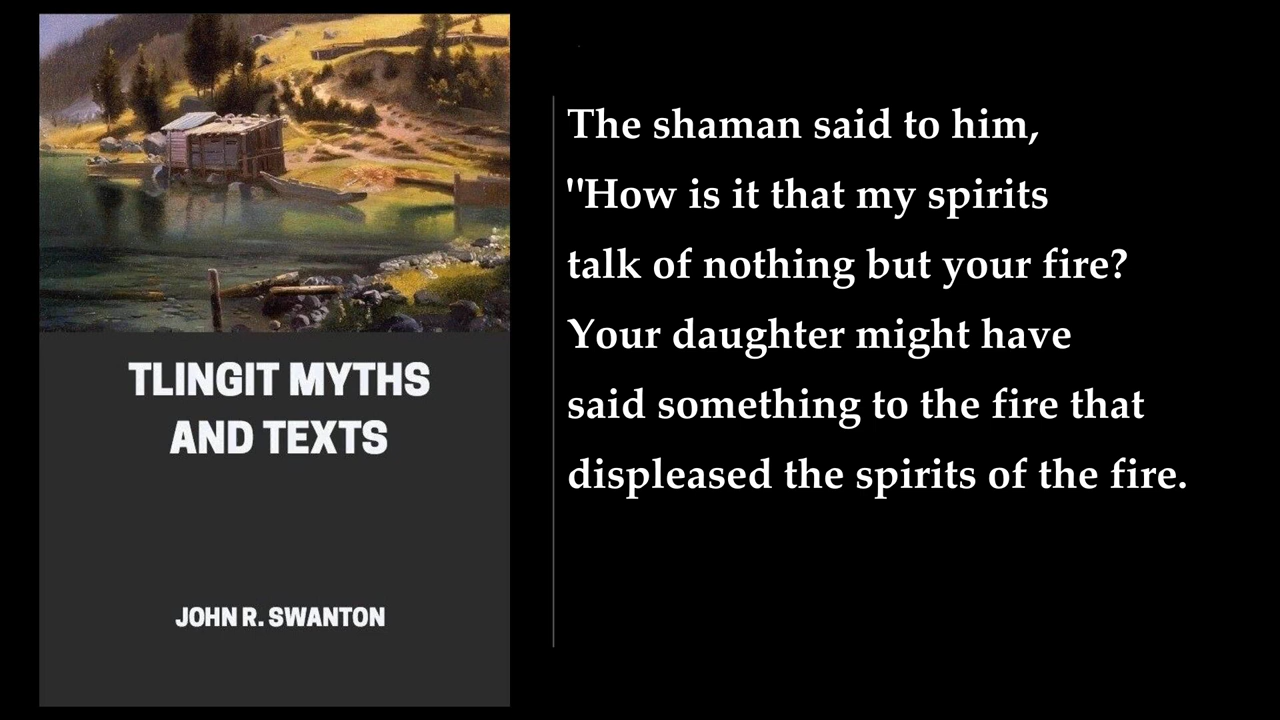 TLINGIT MYTHS
AND TEXTS
JOHN R. SWANTON
The shaman said to him,
"How is it that my spirits
talk of nothing but your fire?
Your daughter might have
said something to the fire that
displeased the spirits of the fire.